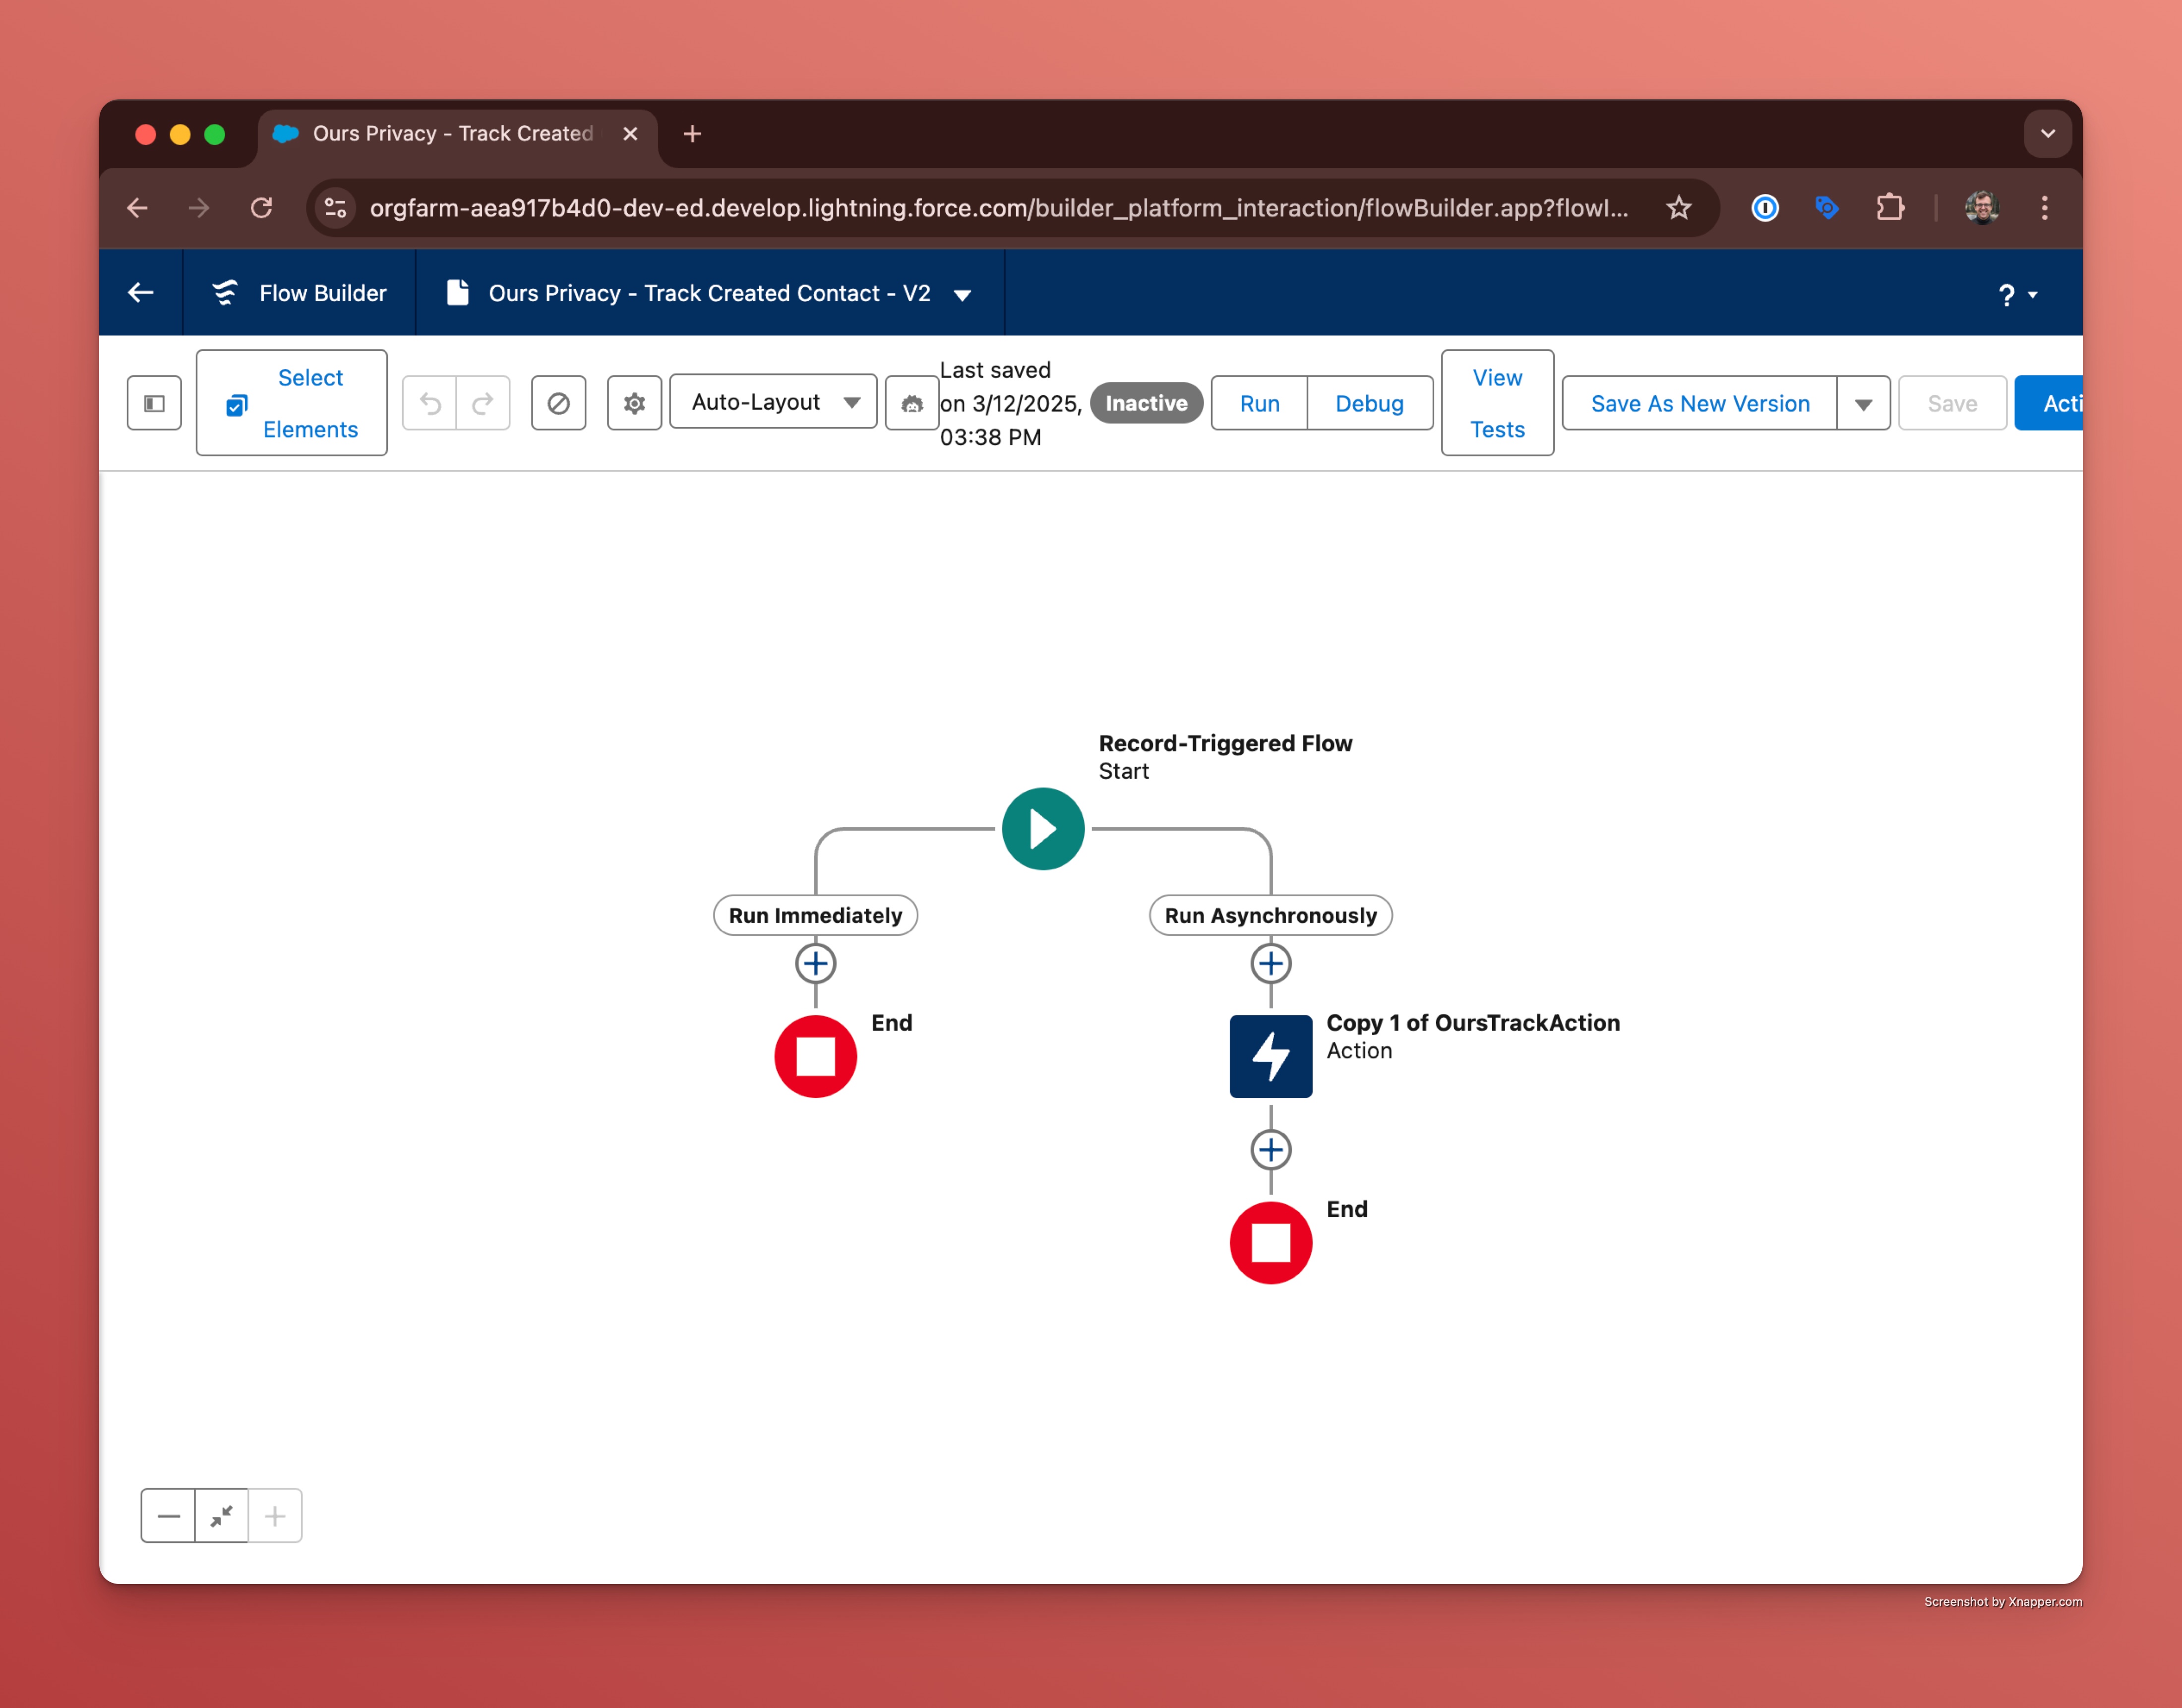 Ours Privacy - Track Created
orgfarm-aea917b4d0-dev-ed.develop.lightning.force.com/builder_platform_interaction/flowBuilder.app?flowI...
Flow Builder
Ours Privacy - Track Created Contact - V2
?
Select
Elements
Auto-Layout
Last saved
on 3/12/2025,
03:38 PM
Inactive
Run
Debug
View
Tests
Save As New Version
Save
Acti
Record-Triggered Flow
Start
Run Immediately
Run Asynchronously
End
Copy 1 of OursTrackAction
Action
End
Screenshot by Xnapper.com